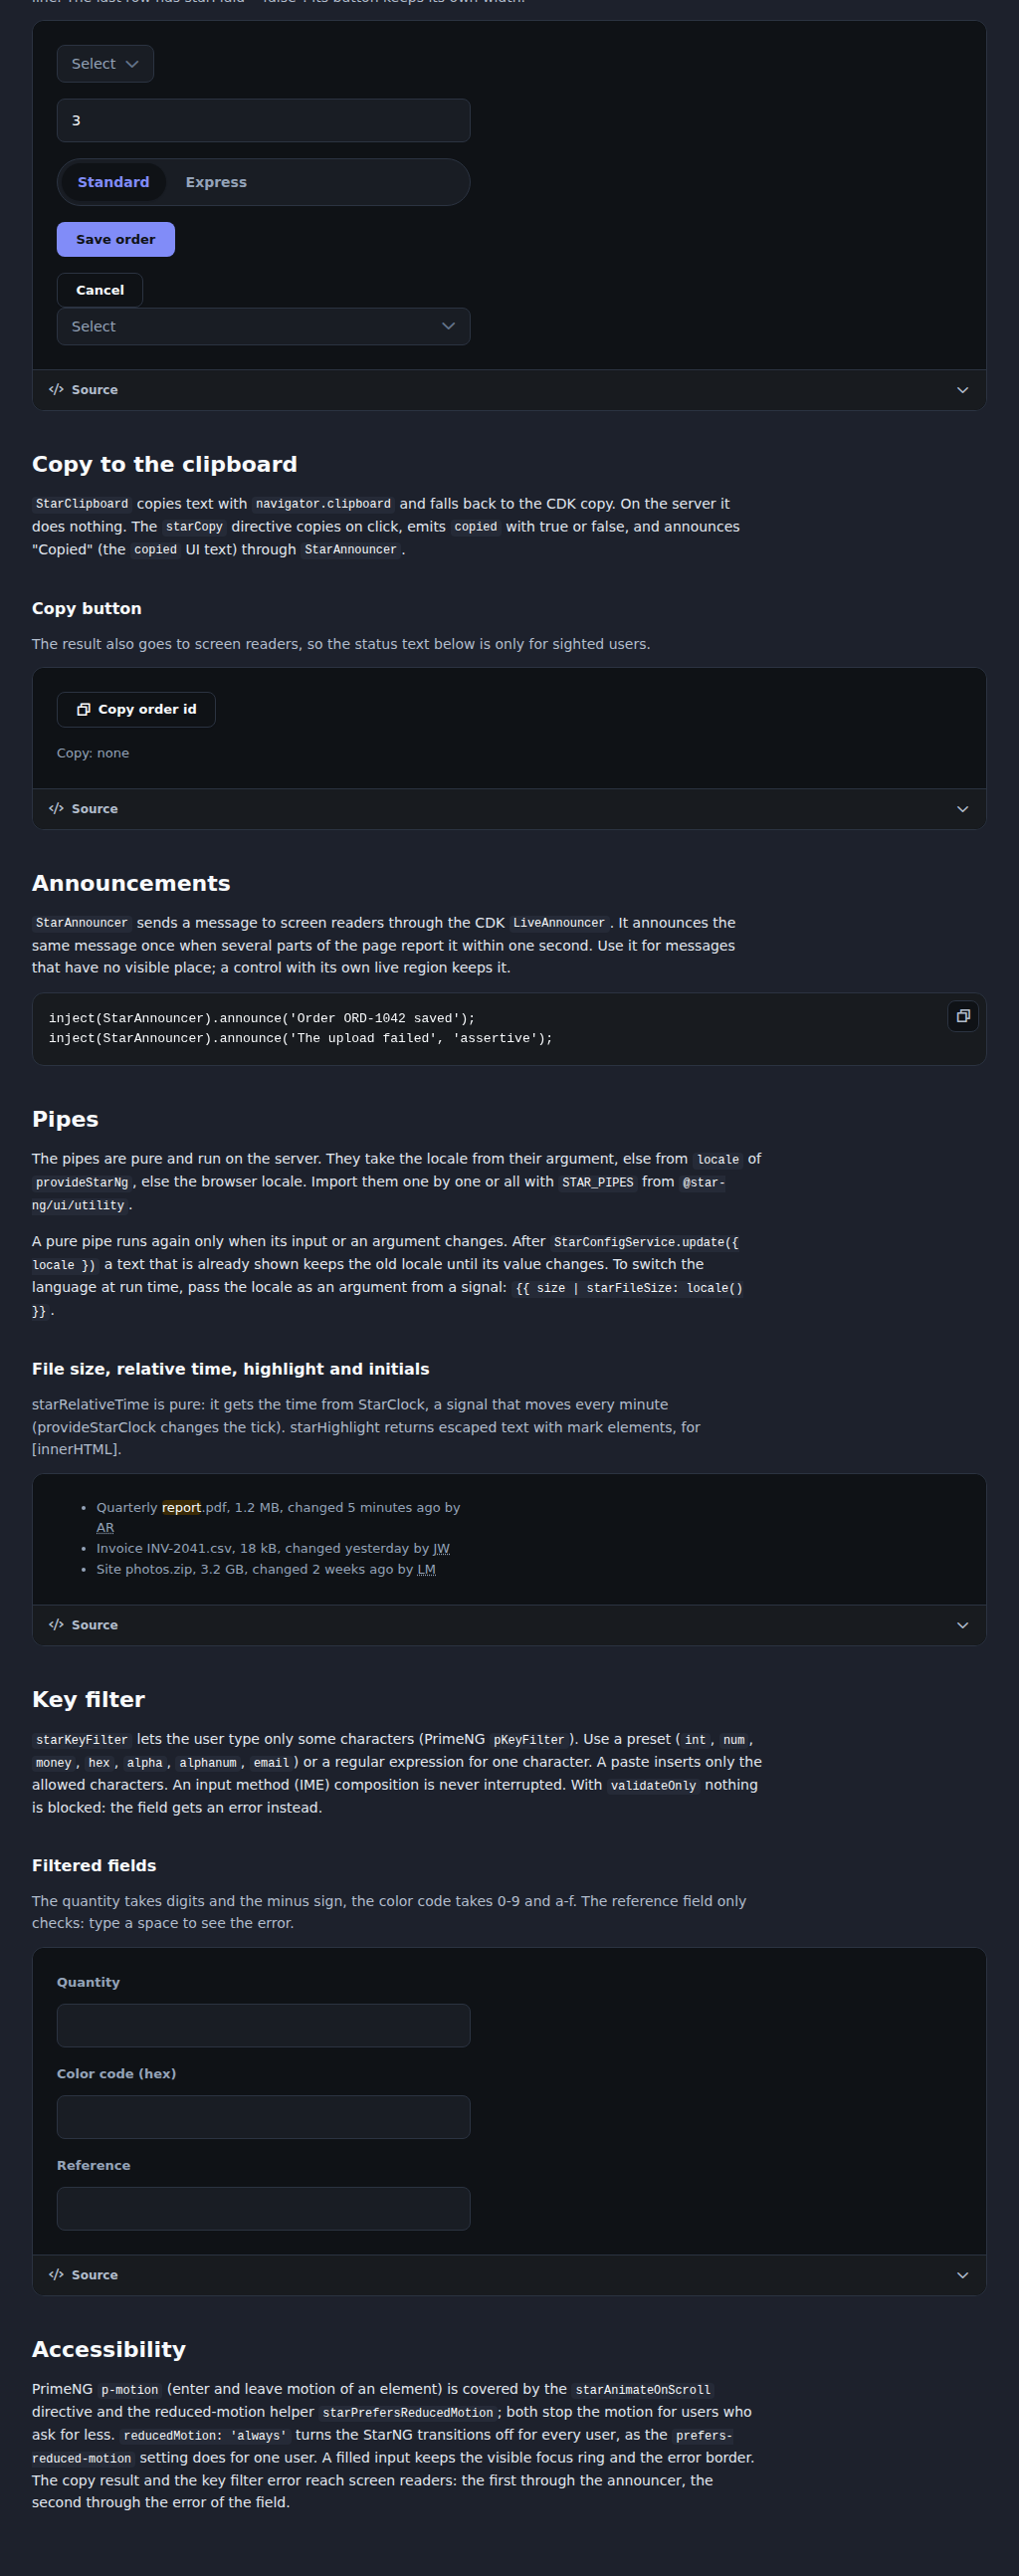 Select
3
Standard Express
Save order
Cancel
Select
Source
Copy to the clipboard
StarClipboard copies text with navigator.clipboard and falls back to the CDK copy. On the server it
does nothing. The starCopy directive copies on click, emits copied with true or false, and announces
"Copied" (the copied UI text) through StarAnnouncer.
Copy button
The result also goes to screen readers, so the status text below is only for sighted users.
Copy order id
Copy: none
Source
Announcements
StarAnnouncer sends a message to screen readers through the CDK LiveAnnouncer. It announces the
same message once when several parts of the page report it within one second. Use it for messages
that have no visible place; a control with its own live region keeps it.
inject(StarAnnouncer).announce('Order ORD-1042 saved');
inject(StarAnnouncer).announce('The upload failed', 'assertive');
Pipes
The pipes are pure and run on the server. They take the locale from their argument, else from locale of
provideStarNg, else the browser locale. Import them one by one or all with STAR_PIPES from @star-
ng/ui/utility.
A pure pipe runs again only when its input or an argument changes. After StarConfigService.update({
locale }) a text that is already shown keeps the old locale until its value changes. To switch the
language at run time, pass the locale as an argument from a signal: {{ size | starFileSize: locale()
}}.
File size, relative time, highlight and initials
starRelativeTime is pure: it gets the time from StarClock, a signal that moves every minute
(provideStarClock changes the tick). starHighlight returns escaped text with mark elements, for
[innerHTML].
• Quarterly report.pdf, 1.2 MB, changed 5 minutes ago by
AR
• Invoice INV-2041.csv, 18 kB, changed yesterday by JW
• Site photos.zip, 3.2 GB, changed 2 weeks ago by LM
Source
Key filter
starKeyFilter lets the user type only some characters (PrimeNG pKeyFilter). Use a preset (int, num,
money, hex, alpha, alphanum, email) or a regular expression for one character. A paste inserts only the
allowed characters. An input method (IME) composition is never interrupted. With validateOnly nothing
is blocked: the field gets an error instead.
Filtered fields
The quantity takes digits and the minus sign, the color code takes 0-9 and a-f. The reference field only
checks: type a space to see the error.
Quantity
Color code (hex)
Reference
Source
Accessibility
PrimeNG p-motion (enter and leave motion of an element) is covered by the starAnimateOnScroll
directive and the reduced-motion helper starPrefersReducedMotion; both stop the motion for users who
ask for less. reducedMotion: 'always' turns the StarNG transitions off for every user, as the prefers-
reduced-motion setting does for one user. A filled input keeps the visible focus ring and the error border.
The copy result and the key filter error reach screen readers: the first through the announcer, the
second through the error of the field.